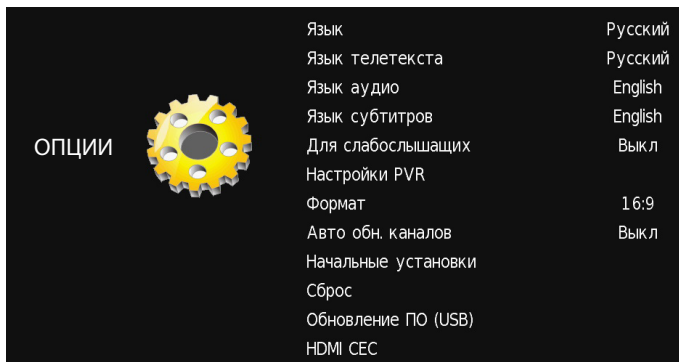 ОПЦИИ
Язык Русский
Язык телетекста Русский
Язык аудио English
Язык субтитров English
Для слабослышащих Выкл
Настройки PVR
Формат 16:9
Авто обн. каналов Выкл
Начальные установки
Сброс
Обновление ПО (USB)
HDMI CEC